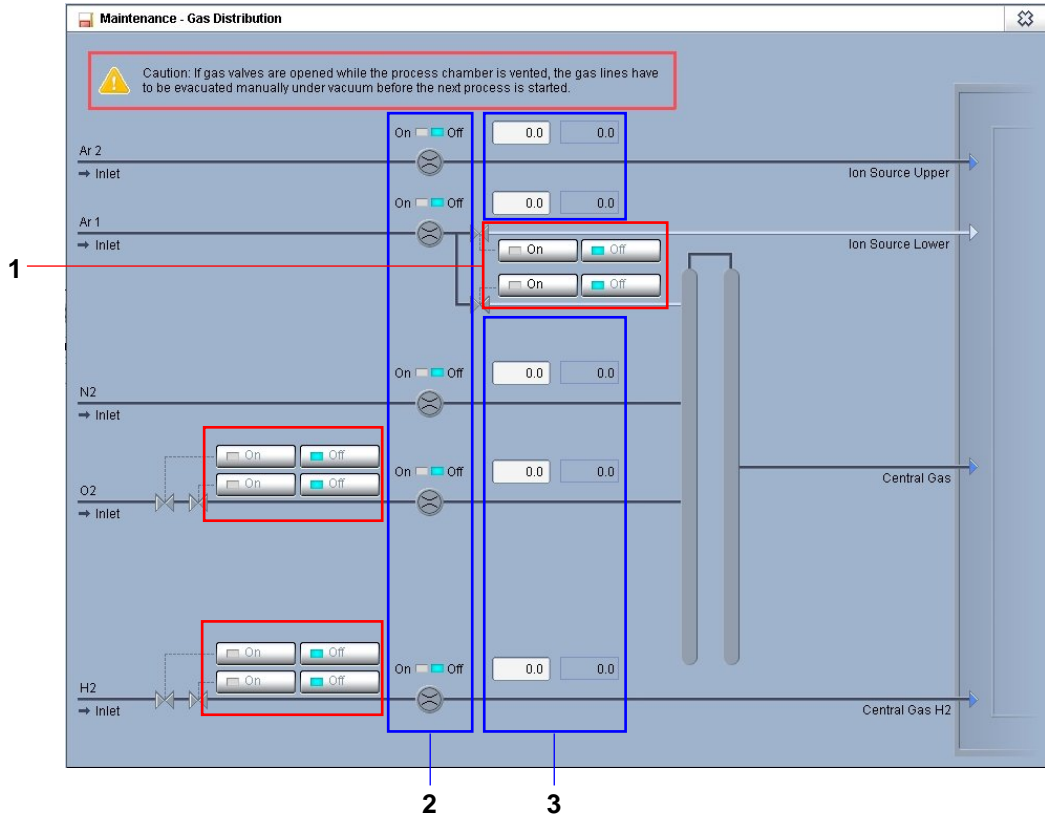 Maintenance - Gas Distribution
Caution: If gas valves are opened while the process chamber is vented, the gas lines have
to be evacuated manually under vacuum before the next process is started.
On Off 0.0 0.0
Ar 2
➞ Inlet
Ion Source Upper
On Off 0.0 0.0
Ar 1
➞ Inlet
Ion Source Lower
On Off
1
On Off
On Off 0.0 0.0
N2
➞ Inlet
On Off
On Off
On Off 0.0 0.0
Central Gas
O2
➞ Inlet
On Off
On Off
On Off 0.0 0.0
H2
➞ Inlet
Central Gas H2
2 3